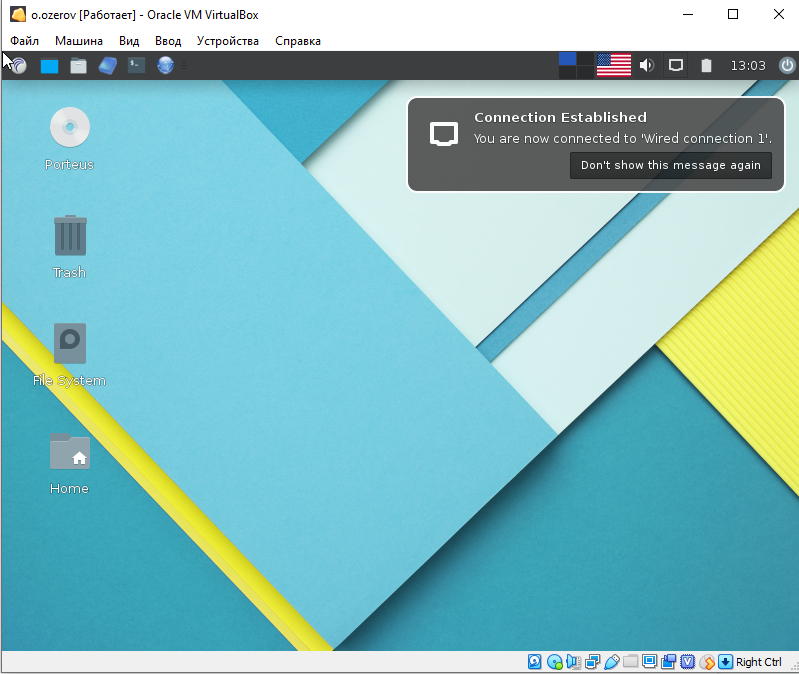 o.ozerov [Работает] - Oracle VM VirtualBox
Файл Машина Вид Ввод Устройства Справка
13:03
Connection Established
You are now connected to 'Wired connection 1'.
Don't show this message again
Porteus
Trash
File System
Home
Right Ctrl